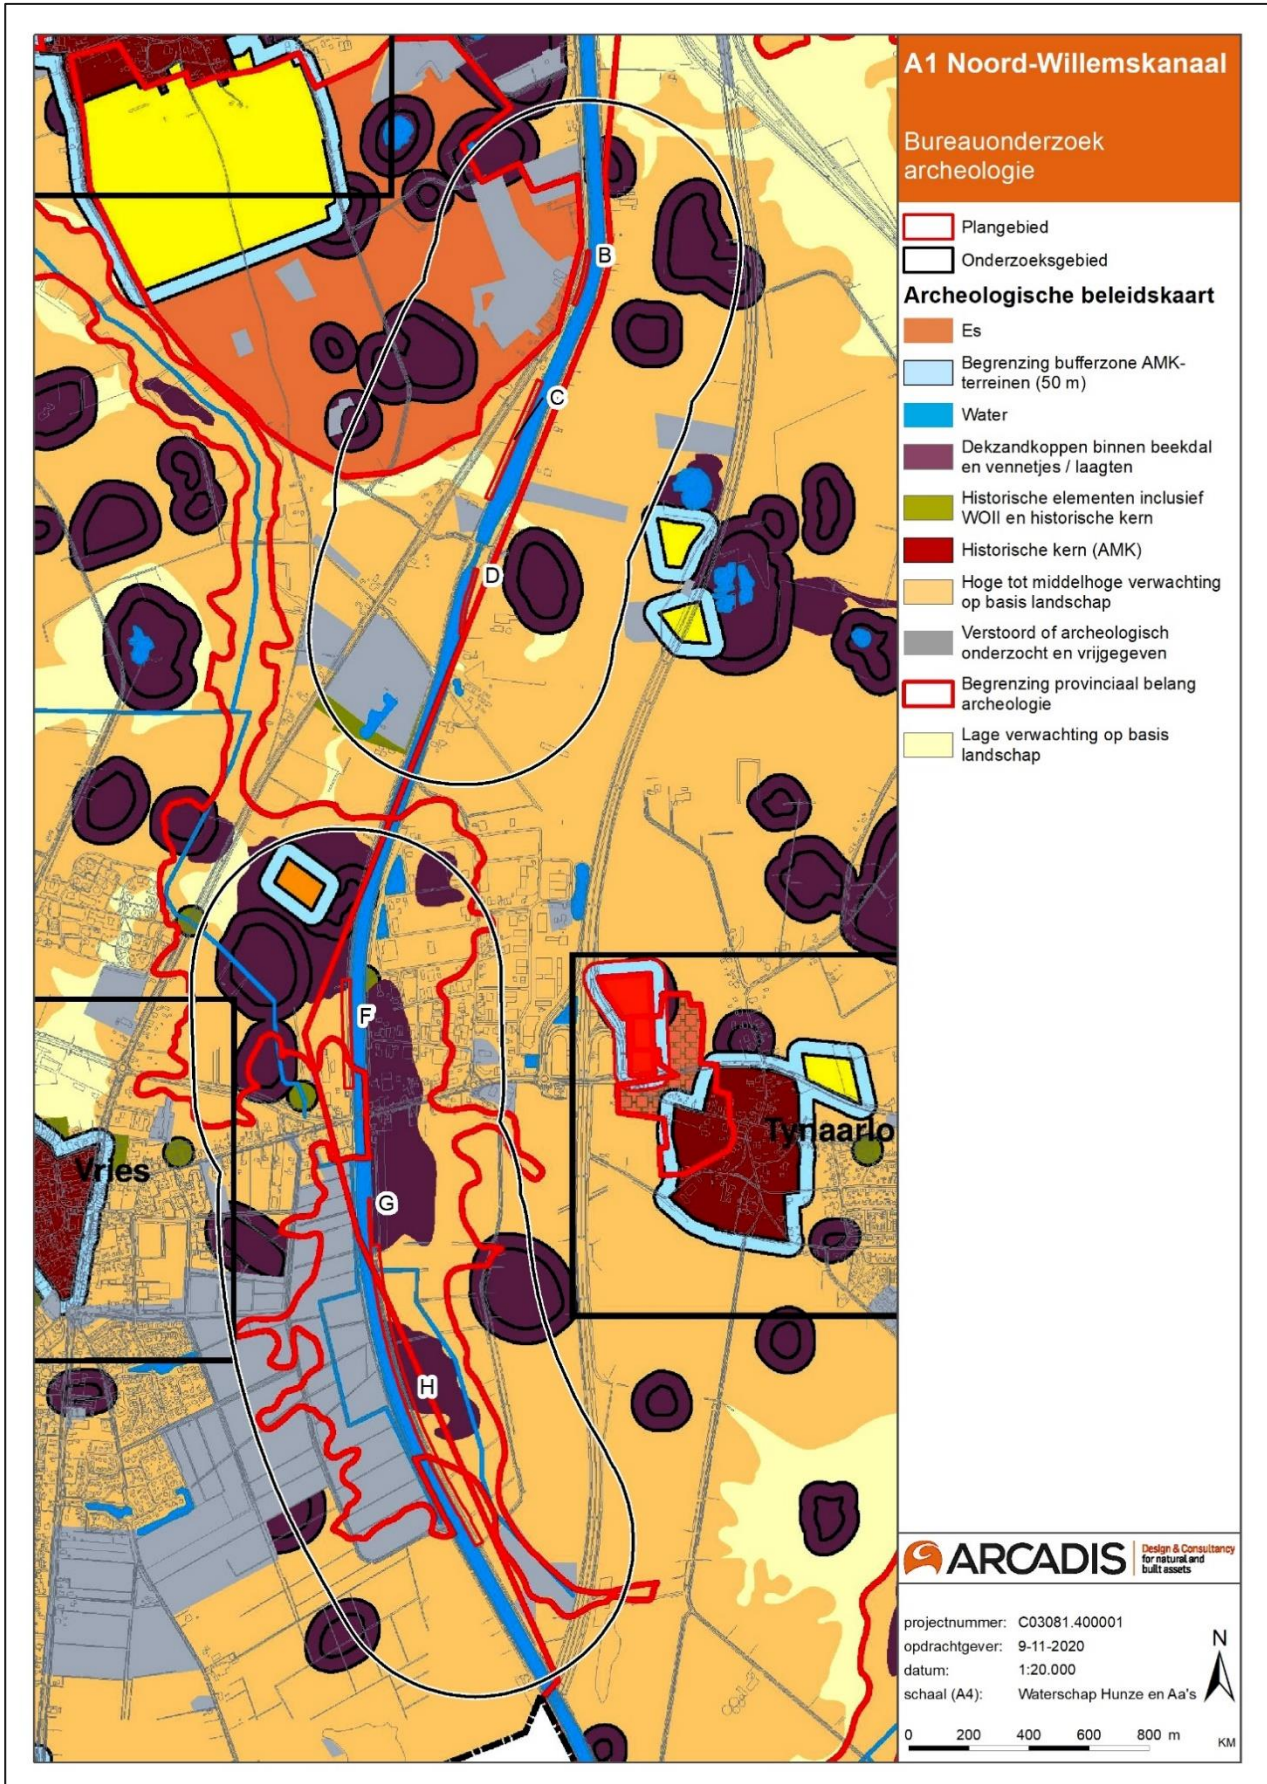 A1 Noord-Willemskanaal
Bureauonderzoek
archeologie
Plangebied
Onderzoeksgebied
Archeologische beleidskaart
Es
Begrenzing bufferzone AMK-
terreinen (50 m)
Water
Dekzandkoppen binnen beekdal
en vennetjes / laagten
Historische elementen inclusief
WOII en historische kern
Historische kern (AMK)
Hoge tot middelhoge verwachting
op basis landschap
Verstoord of archeologisch
onderzocht en vrijgegeven
Begrenzing provinciaal belang
archeologie
Lage verwachting op basis
landschap
B
C
D
F
G
H
Vries
Tynaarlo
ARCADIS
Design & Consultancy
for natural and
built assets
projectnummer: C03081.400001
opdrachtgever: 9-11-2020
datum: 1:20.000
schaal (A4): Waterschap Hunze en Aa's
N
0 200 400 600 800 m
KM